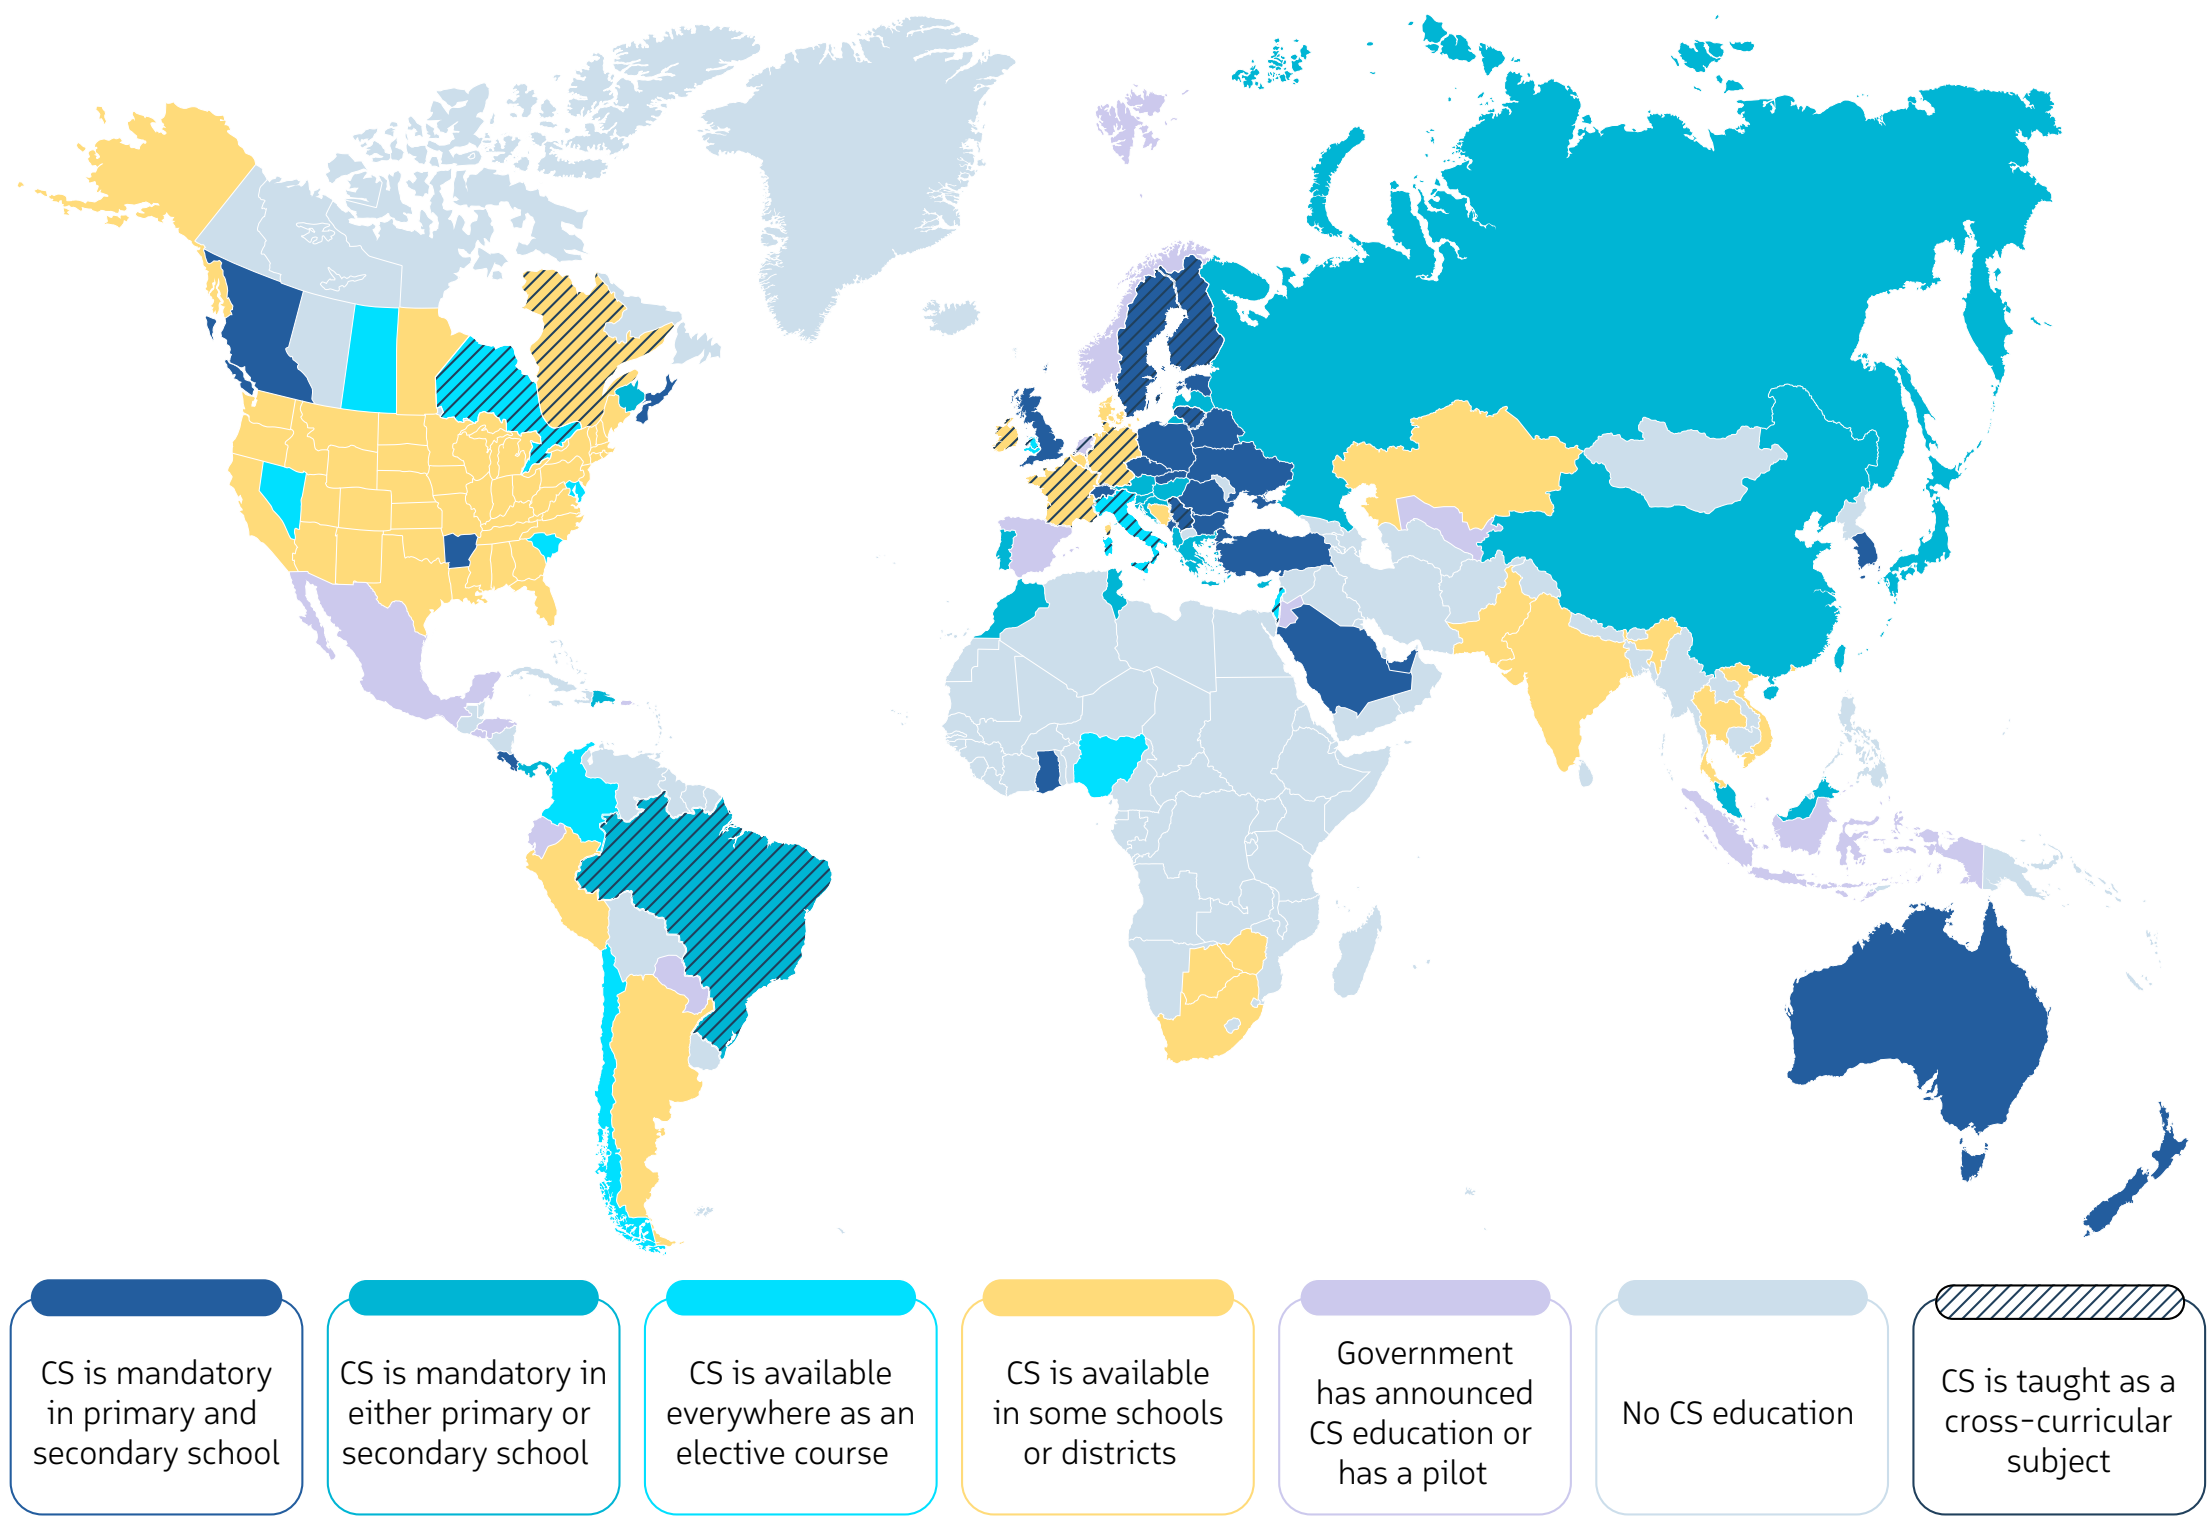 CS is mandatory
in primary and
secondary school
CS is mandatory in
either primary or
secondary school
CS is available
everywhere as an
elective course
CS is available
in some schools
or districts
Government
has announced
CS education or
has a pilot
No CS education
CS is taught as a
cross-curricular
subject